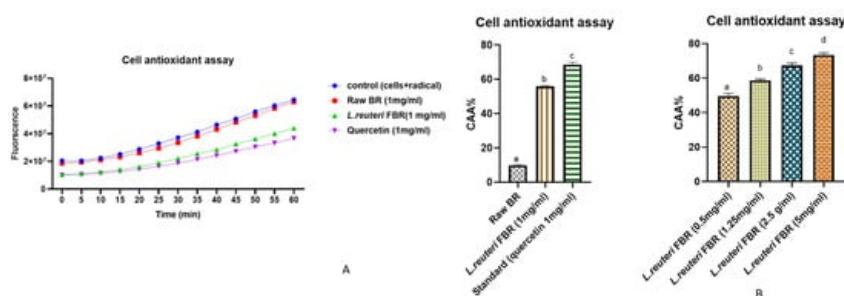 Cell antioxidant assay
Fluorescence
8×10⁷
6×10⁷
4×10⁷
2×10⁷
0
0 5 10 15 20 25 30 35 40 45 50 55 60
Time (min)
control (cells+radical)
Raw BR (1mg/ml)
L.reuteri FBR(1 mg/ml)
Quercetin (1mg/ml)
A
Cell antioxidant assay
CAA%
80
60
40
20
0
a
b
c
Raw BR
L.reuteri FBR (1mg/ml)
Standard (quercetin 1mg/ml)
Cell antioxidant assay
CAA%
80
60
40
20
0
a
b
c
d
L.reuteri FBR (0.5mg/ml)
L.reuteri FBR (1.25mg/ml)
L.reuteri FBR (2.5 g/ml)
L.reuteri FBR (5mg/ml)
B